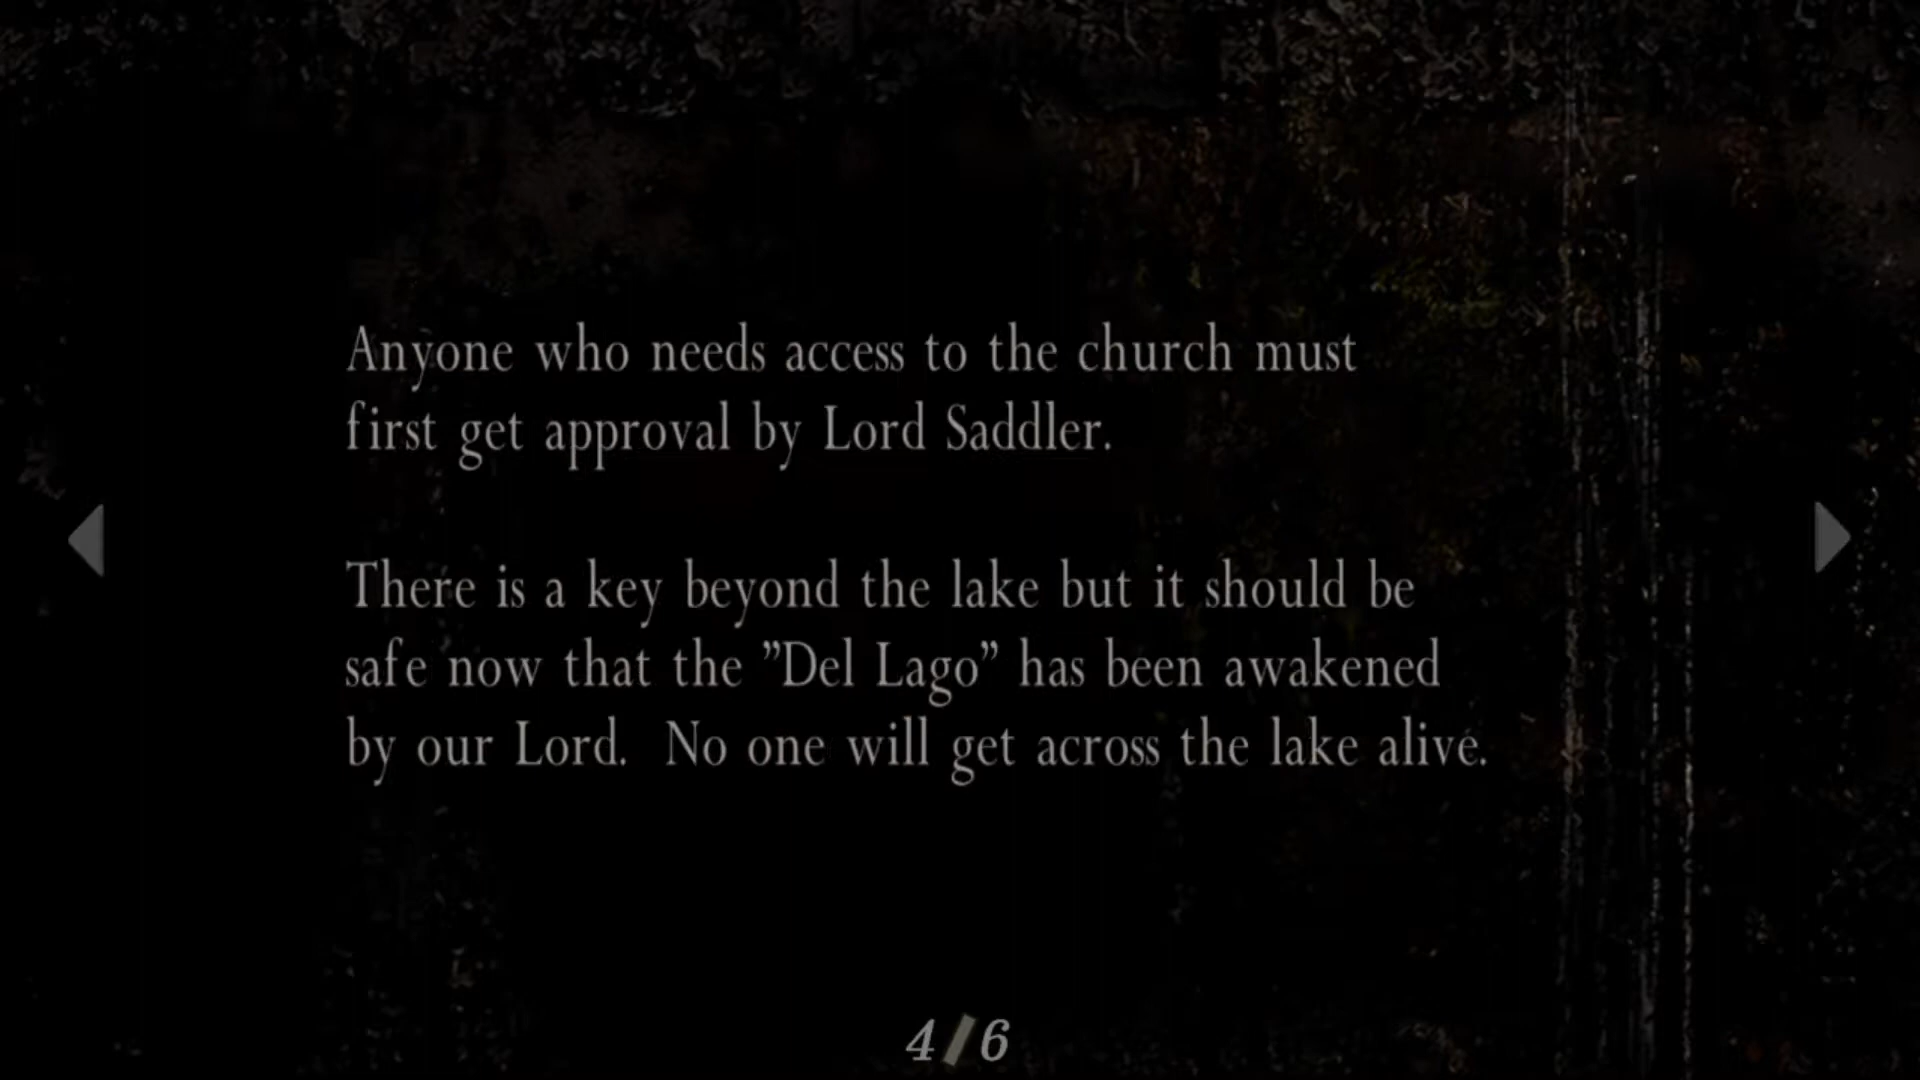 Anyone who needs access to the church must
first get approval by Lord Saddler.
There is a key beyond the lake but it should be
safe now that the ”Del Lago” has been awakened
by our Lord.  No one will get across the lake alive.
4/6